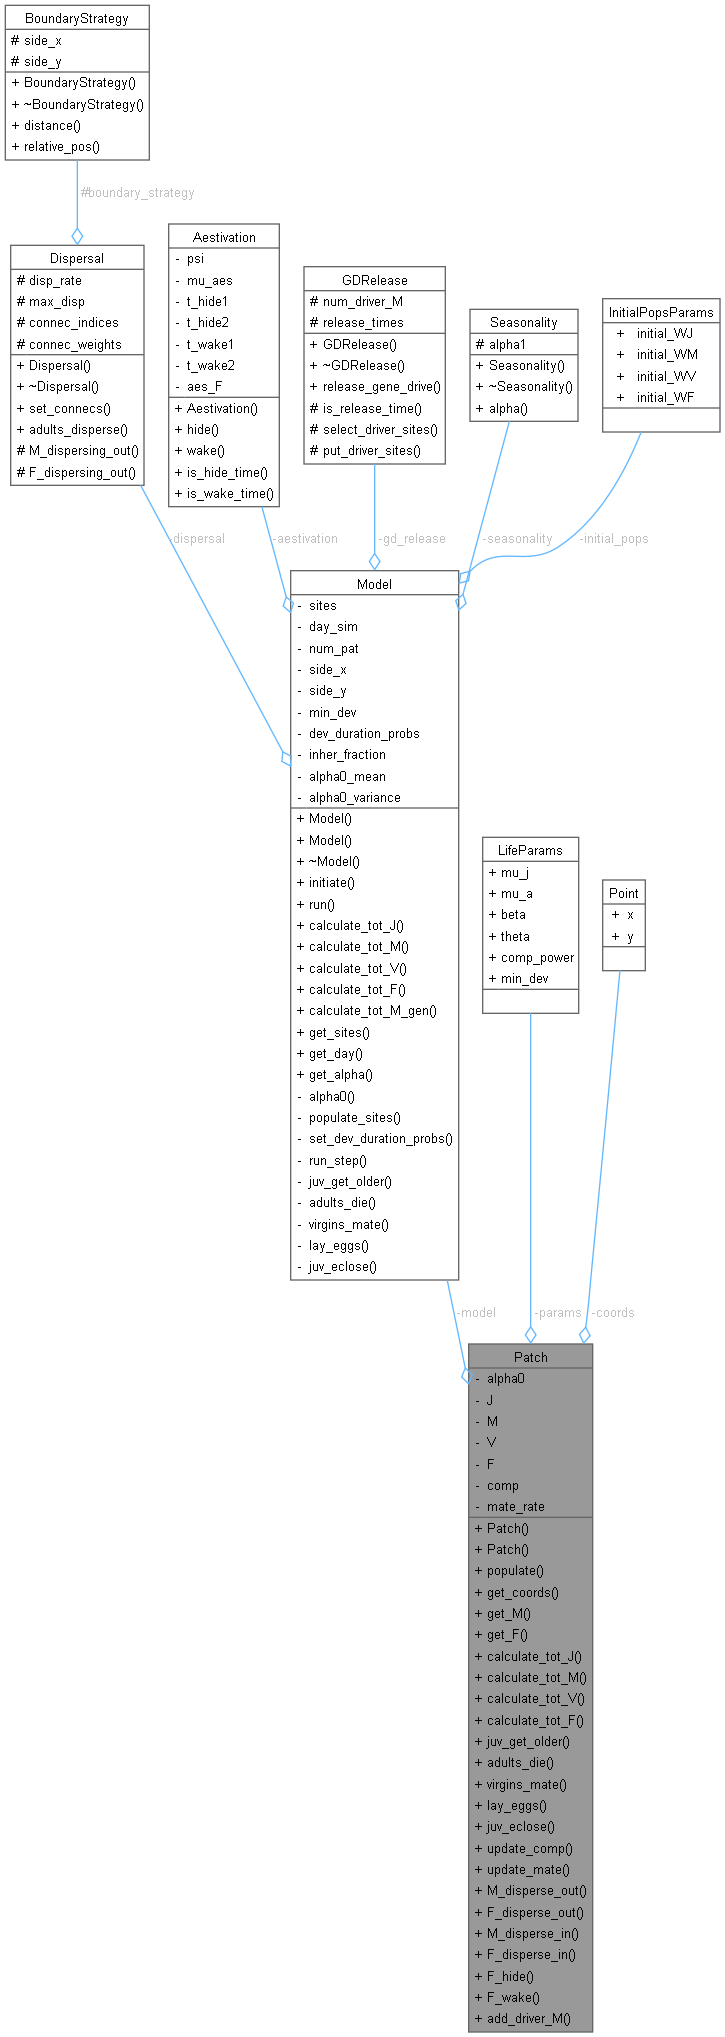 BoundaryStrategy
# side_x
# side_y
+ BoundaryStrategy()
+ ~BoundaryStrategy()
+ distance()
+ relative_pos()
#boundary_strategy
Dispersal
# disp_rate
# max_disp
# connec_indices
# connec_weights
+ Dispersal()
+ ~Dispersal()
+ set_connecs()
+ adults_disperse()
# M_dispersing_out()
# F_dispersing_out()
Aestivation
- psi
- mu_aes
- t_hide1
- t_hide2
- t_wake1
- t_wake2
- aes_F
+ Aestivation()
+ hide()
+ wake()
+ is_hide_time()
+ is_wake_time()
GDRelease
# num_driver_M
# release_times
+ GDRelease()
+ ~GDRelease()
+ release_gene_drive()
# is_release_time()
# select_driver_sites()
# put_driver_sites()
Seasonality
# alpha1
+ Seasonality()
+ ~Seasonality()
+ alpha()
InitialPopsParams
+ initial_WJ
+ initial_WM
+ initial_WV
+ initial_WF
-dispersal
-aestivation
-gd_release
-seasonality
-initial_pops
Model
- sites
- day_sim
- num_pat
- side_x
- side_y
- min_dev
- dev_duration_probs
- inher_fraction
- alpha0_mean
- alpha0_variance
+ Model()
+ Model()
+ ~Model()
+ initiate()
+ run()
+ calculate_tot_J()
+ calculate_tot_M()
+ calculate_tot_V()
+ calculate_tot_F()
+ calculate_tot_M_gen()
+ get_sites()
+ get_day()
+ get_alpha()
- alpha0()
- populate_sites()
- set_dev_duration_probs()
- run_step()
- juv_get_older()
- adults_die()
- virgins_mate()
- lay_eggs()
- juv_eclose()
LifeParams
+ mu_j
+ mu_a
+ beta
+ theta
+ comp_power
+ min_dev
Point
+ x
+ y
-model
-params
-coords
Patch
- alpha0
- J
- M
- V
- F
- comp
- mate_rate
+ Patch()
+ Patch()
+ populate()
+ get_coords()
+ get_M()
+ get_F()
+ calculate_tot_J()
+ calculate_tot_M()
+ calculate_tot_V()
+ calculate_tot_F()
+ juv_get_older()
+ adults_die()
+ virgins_mate()
+ lay_eggs()
+ juv_eclose()
+ update_comp()
+ update_mate()
+ M_disperse_out()
+ F_disperse_out()
+ M_disperse_in()
+ F_disperse_in()
+ F_hide()
+ F_wake()
+ add_driver_M()